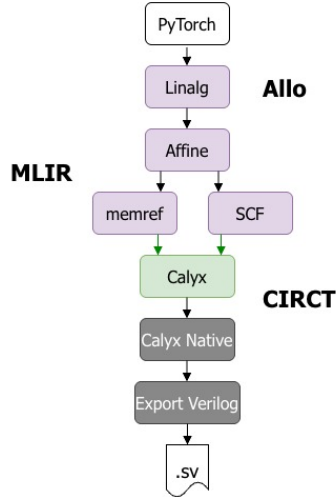 PyTorch
Linalg
Allo
Affine
MLIR
memref
SCF
Calyx
CIRCT
Calyx Native
Export Verilog
.sv